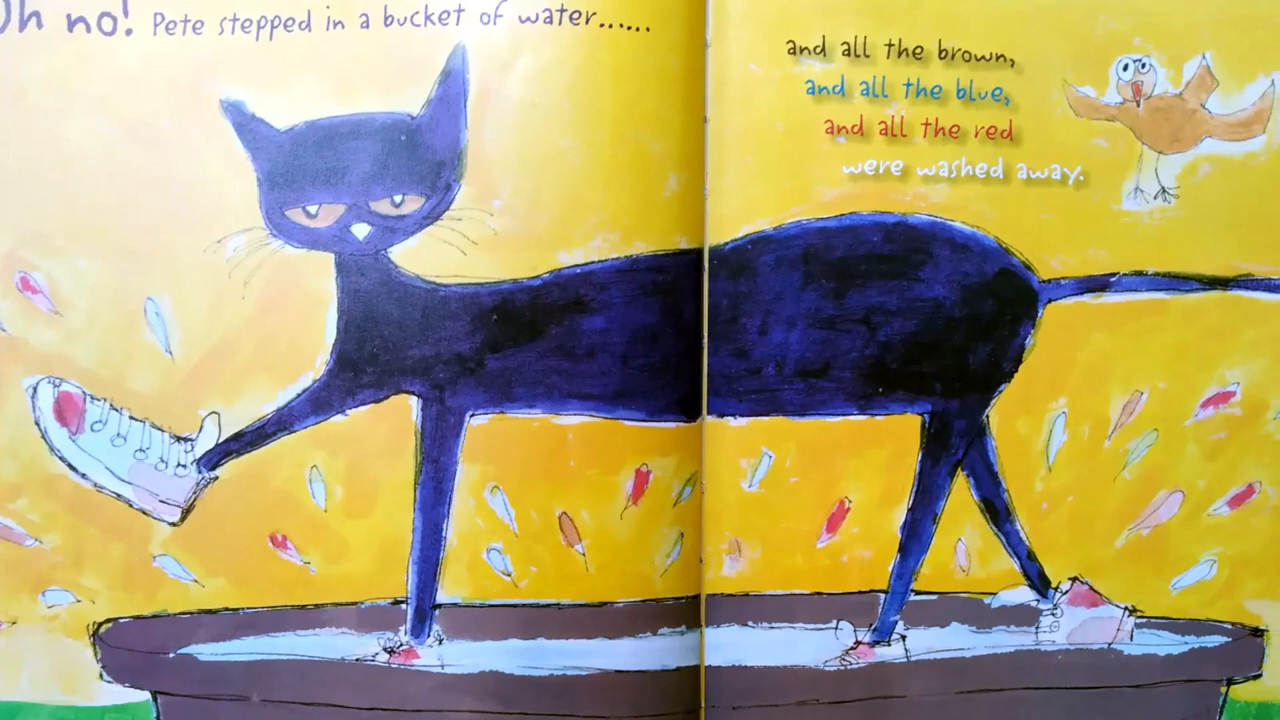 Oh no! Pete stepped in a bucket of water......
and all the brown,
and all the blue,
and all the red
were washed away.